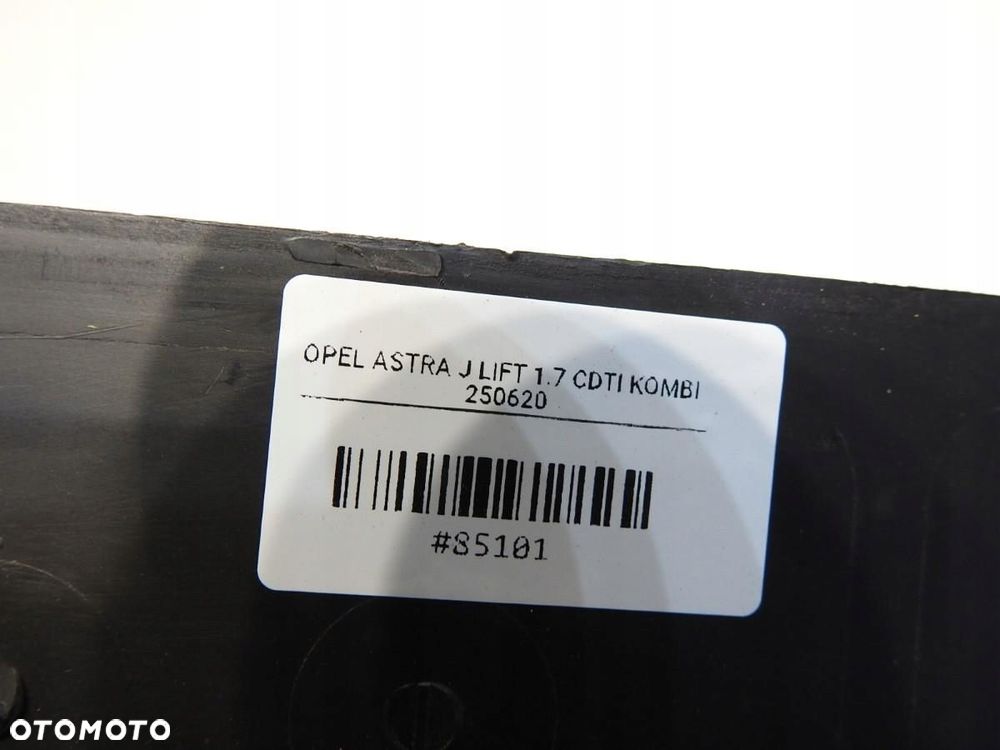 OPEL ASTRA J LIFT 1.7 CDTI KOMBI
250620
#85101
OTOMOTO